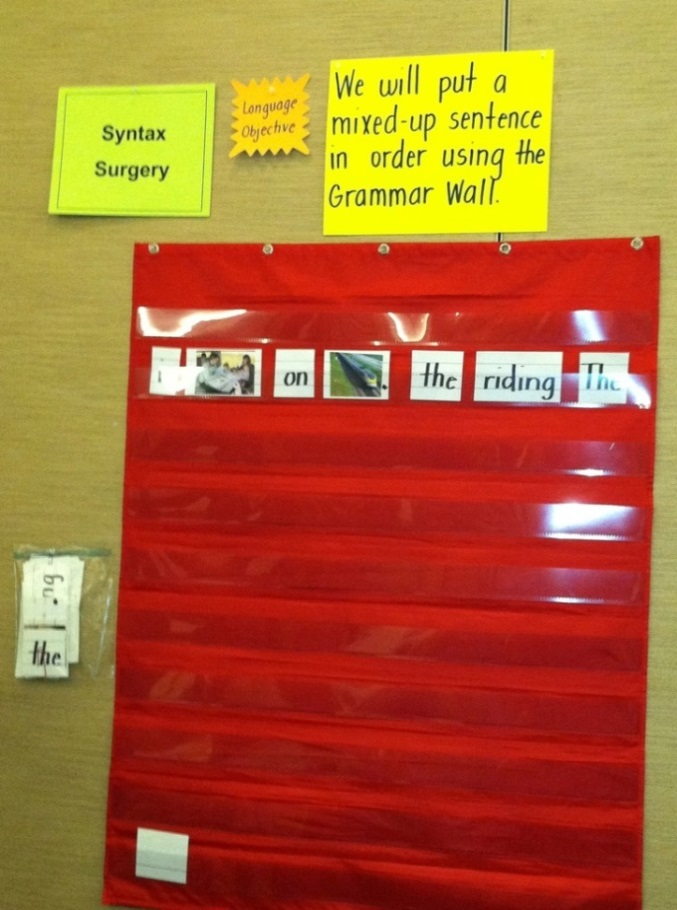 Syntax
Surgery
Language
Objective
We will put a
mixed-up sentence
in order using the
Grammar Wall.
on . the riding The
the